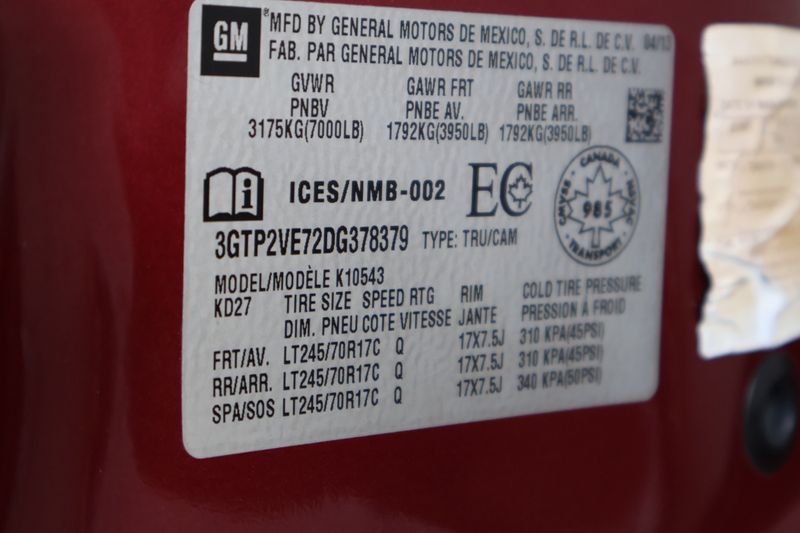 GM ® MFD BY GENERAL MOTORS DE MEXICO, S. DE R.L. DE C.V. 04/13
FAB. PAR GENERAL MOTORS DE MEXICO, S. DE R.L. DE C.V.
GVWR GAWR FRT GAWR RR
PNBV PNBE AV. PNBE ARR.
3175KG(7000LB) 1792KG(3950LB) 1792KG(3950LB)
ICES/NMB-002 EC
CANADA
CMVSS 985 NSVAC
TRANSPORT
3GTP2VE72DG378379 TYPE: TRU/CAM
MODEL/MODÈLE K10543
KD27 TIRE SIZE SPEED RTG RIM COLD TIRE PRESSURE
DIM. PNEU COTE VITESSE JANTE PRESSION À FROID
FRT/AV. LT245/70R17C Q 17X7.5J 310 KPA(45PSI)
RR/ARR. LT245/70R17C Q 17X7.5J 310 KPA(45PSI)
SPA/SOS LT245/70R17C Q 17X7.5J 340 KPA(50PSI)